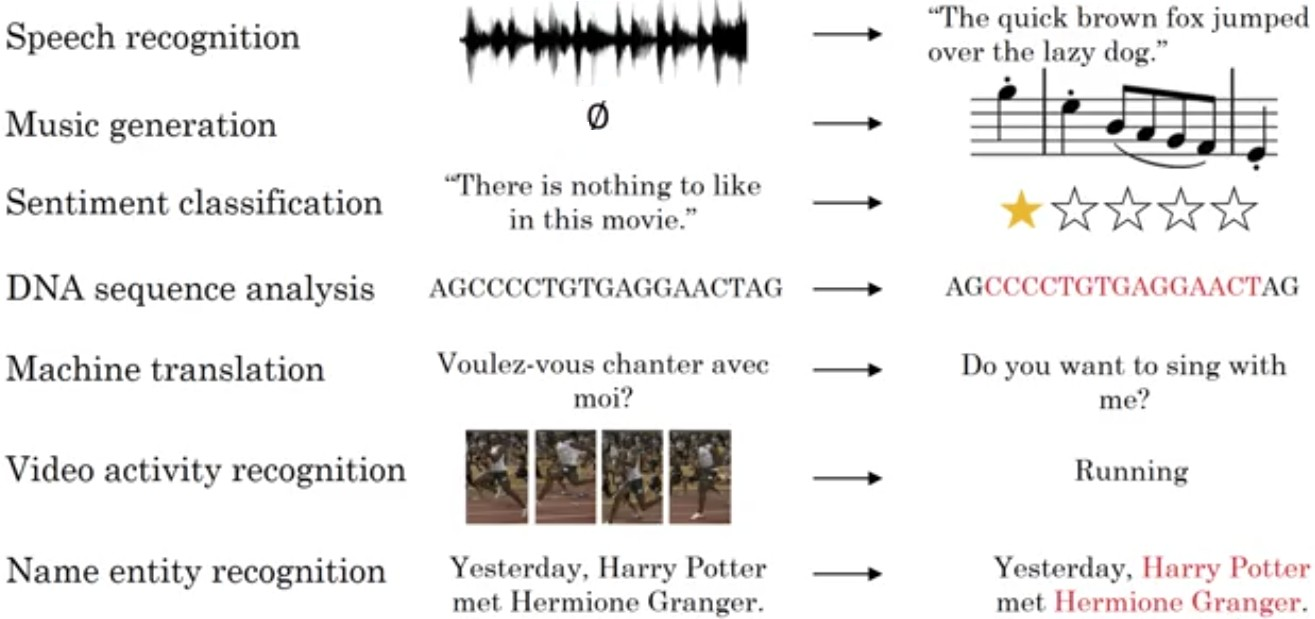 Speech recognition
“The quick brown fox jumped
over the lazy dog.”
Music generation
Ø
Sentiment classification
“There is nothing to like
in this movie.”
DNA sequence analysis
AGCCCCTGTGAGGAACTAG
AGCCCCTGTGAGGAACTAG
Machine translation
Voulez-vous chanter avec
moi?
Do you want to sing with
me?
Video activity recognition
Running
Name entity recognition
Yesterday, Harry Potter
met Hermione Granger.
Yesterday, Harry Potter
met Hermione Granger.